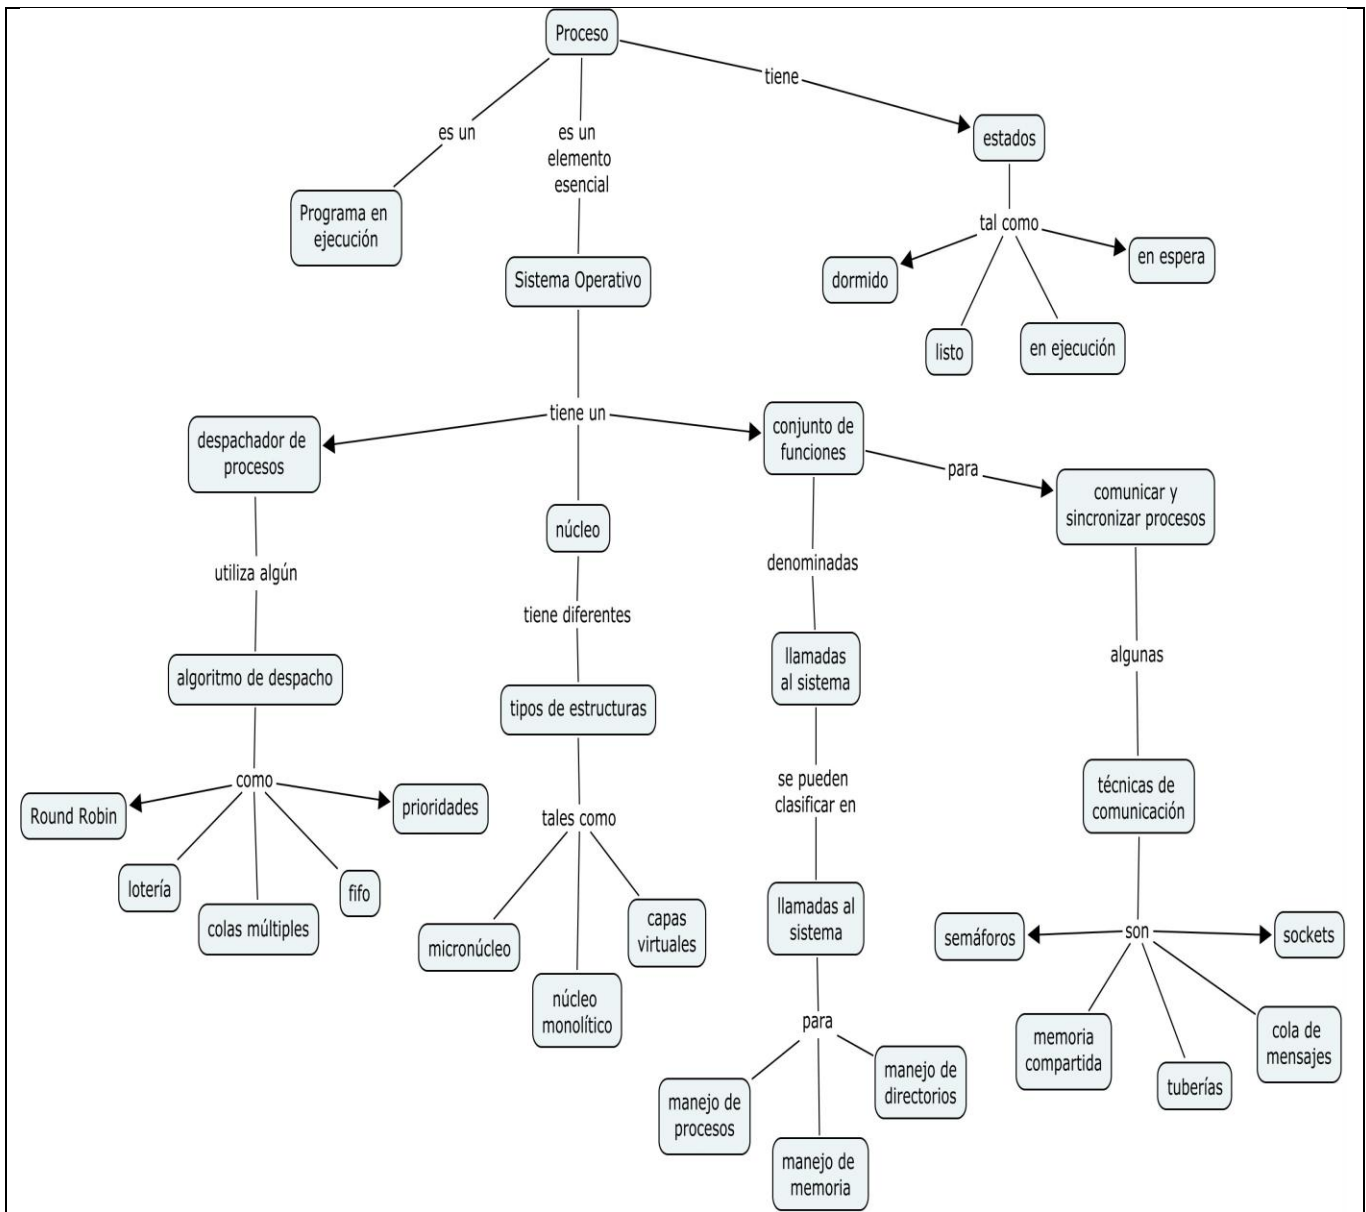 Proceso
tiene
es un
es un
elemento
esencial
estados
Programa en
ejecución
tal como
en espera
dormido
Sistema Operativo
listo
en ejecución
tiene un
despachador de
procesos
conjunto de
funciones
para
comunicar y
sincronizar procesos
núcleo
utiliza algún
denominadas
tiene diferentes
algoritmo de despacho
llamadas
al sistema
algunas
tipos de estructuras
como
Round Robin
prioridades
lotería
fifo
colas múltiples
tales como
se pueden
clasificar en
técnicas de
comunicación
micronúcleo
capas
virtuales
núcleo
monolítico
llamadas al
sistema
semáforos
son
sockets
para
memoria
compartida
tuberías
cola de
mensajes
manejo de
procesos
manejo de
memoria
manejo de
directorios